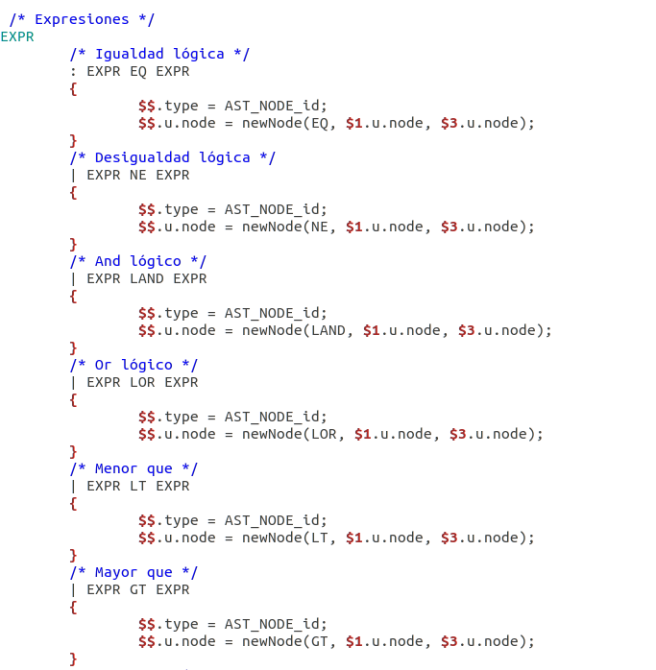 /* Expresiones */
EXPR
/* Igualdad lógica */
: EXPR EQ EXPR
{
$$.type = AST_NODE_id;
$$.u.node = newNode(EQ, $1.u.node, $3.u.node);
}
/* Desigualdad lógica */
| EXPR NE EXPR
{
$$.type = AST_NODE_id;
$$.u.node = newNode(NE, $1.u.node, $3.u.node);
}
/* And lógico */
| EXPR LAND EXPR
{
$$.type = AST_NODE_id;
$$.u.node = newNode(LAND, $1.u.node, $3.u.node);
}
/* Or lógico */
| EXPR LOR EXPR
{
$$.type = AST_NODE_id;
$$.u.node = newNode(LOR, $1.u.node, $3.u.node);
}
/* Menor que */
| EXPR LT EXPR
{
$$.type = AST_NODE_id;
$$.u.node = newNode(LT, $1.u.node, $3.u.node);
}
/* Mayor que */
| EXPR GT EXPR
{
$$.type = AST_NODE_id;
$$.u.node = newNode(GT, $1.u.node, $3.u.node);
}